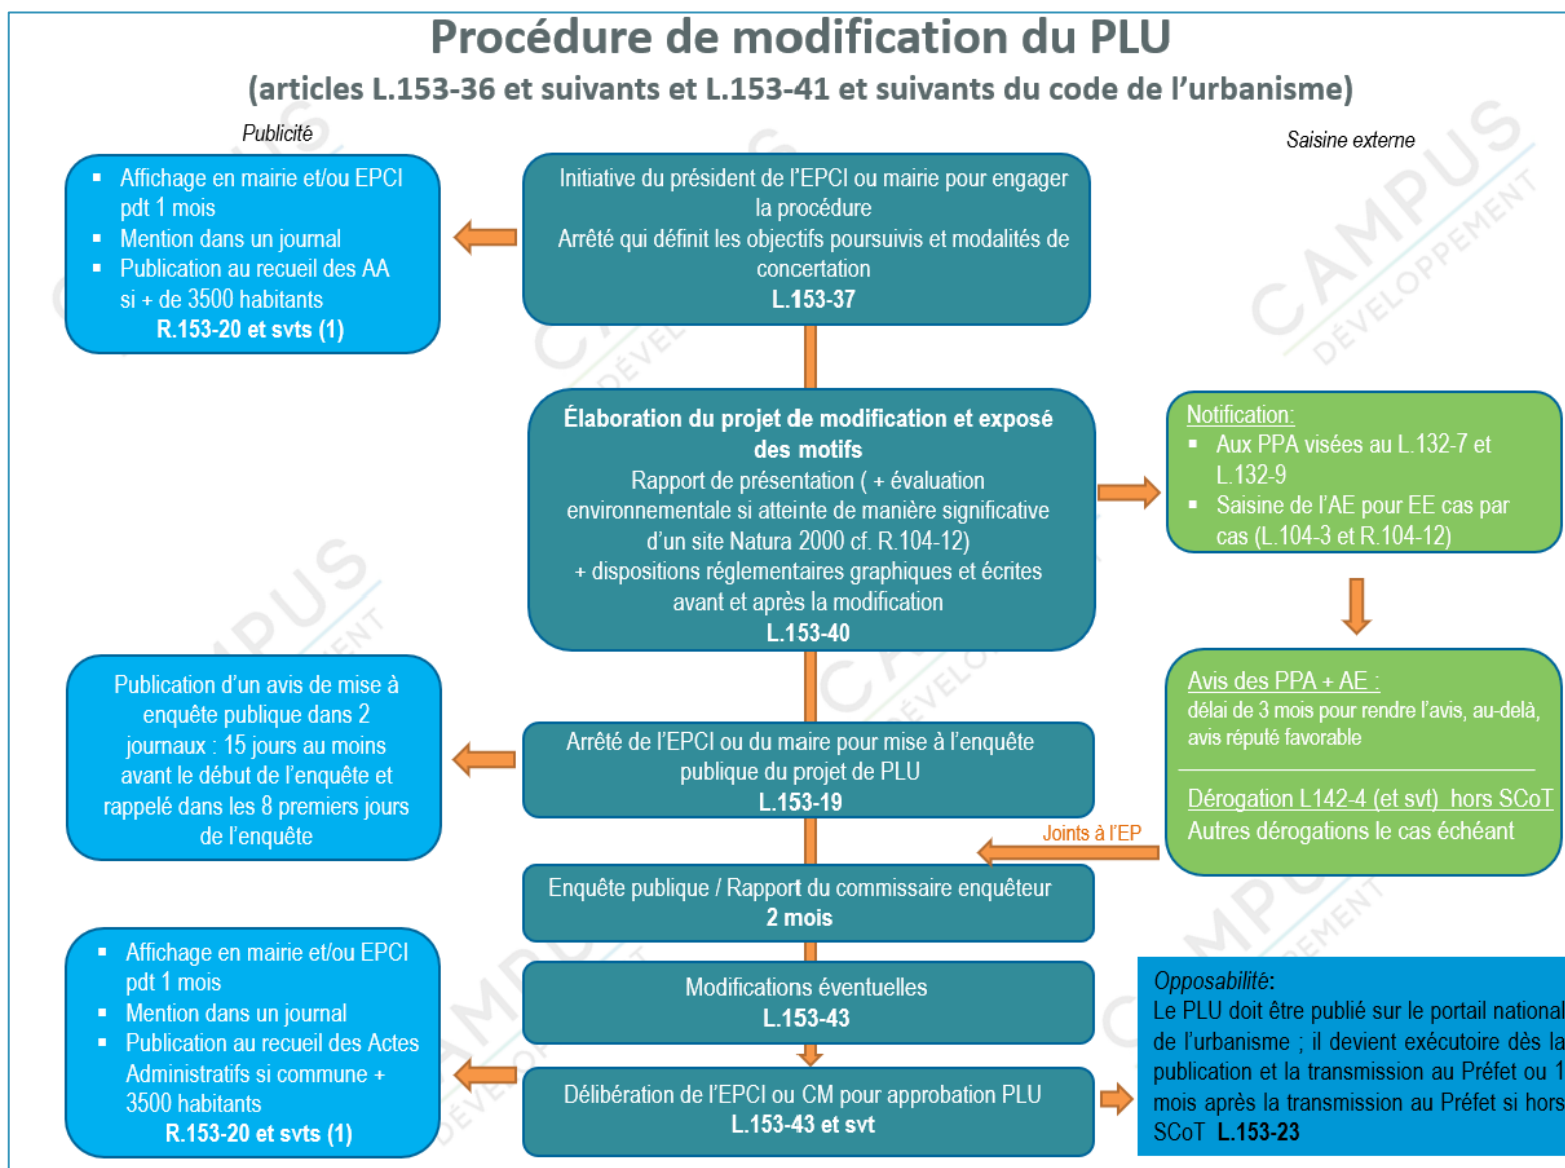 Procédure de modification du PLU
(articles L.153-36 et suivants et L.153-41 et suivants du code de l'urbanisme)
Publicité
Saisine externe
▪ Affichage en mairie et/ou EPCI
pdt 1 mois
▪ Mention dans un journal
▪ Publication au recueil des AA
si + de 3500 habitants
R.153-20 et svts (1)
Initiative du président de l'EPCI ou mairie pour engager
la procédure
Arrêté qui définit les objectifs poursuivis et modalités de
concertation
L.153-37
Élaboration du projet de modification et exposé
des motifs
Rapport de présentation ( + évaluation
environnementale si atteinte de manière significative
d'un site Natura 2000 cf. R.104-12)
+ dispositions réglementaires graphiques et écrites
avant et après la modification
L.153-40
Notification:
▪ Aux PPA visées au L.132-7 et
L.132-9
▪ Saisine de l'AE pour EE cas par
cas (L.104-3 et R.104-12)
Publication d'un avis de mise à
enquête publique dans 2
journaux : 15 jours au moins
avant le début de l'enquête et
rappelé dans les 8 premiers jours
de l'enquête
Arrêté de l'EPCI ou du maire pour mise à l'enquête
publique du projet de PLU
L.153-19
Avis des PPA + AE :
délai de 3 mois pour rendre l'avis, au-delà,
avis réputé favorable
Dérogation L142-4 (et svt) hors SCoT
Autres dérogations le cas échéant
Joints à l'EP
Enquête publique / Rapport du commissaire enquêteur
2 mois
Modifications éventuelles
L.153-43
▪ Affichage en mairie et/ou EPCI
pdt 1 mois
▪ Mention dans un journal
▪ Publication au recueil des Actes
Administratifs si commune +
3500 habitants
R.153-20 et svts (1)
Délibération de l'EPCI ou CM pour approbation PLU
L.153-43 et svt
Opposabilité:
Le PLU doit être publié sur le portail national
de l'urbanisme ; il devient exécutoire dès la
publication et la transmission au Préfet ou 1
mois après la transmission au Préfet si hors
SCoT L.153-23
CAMPUS
DÉVELOPPEMENT